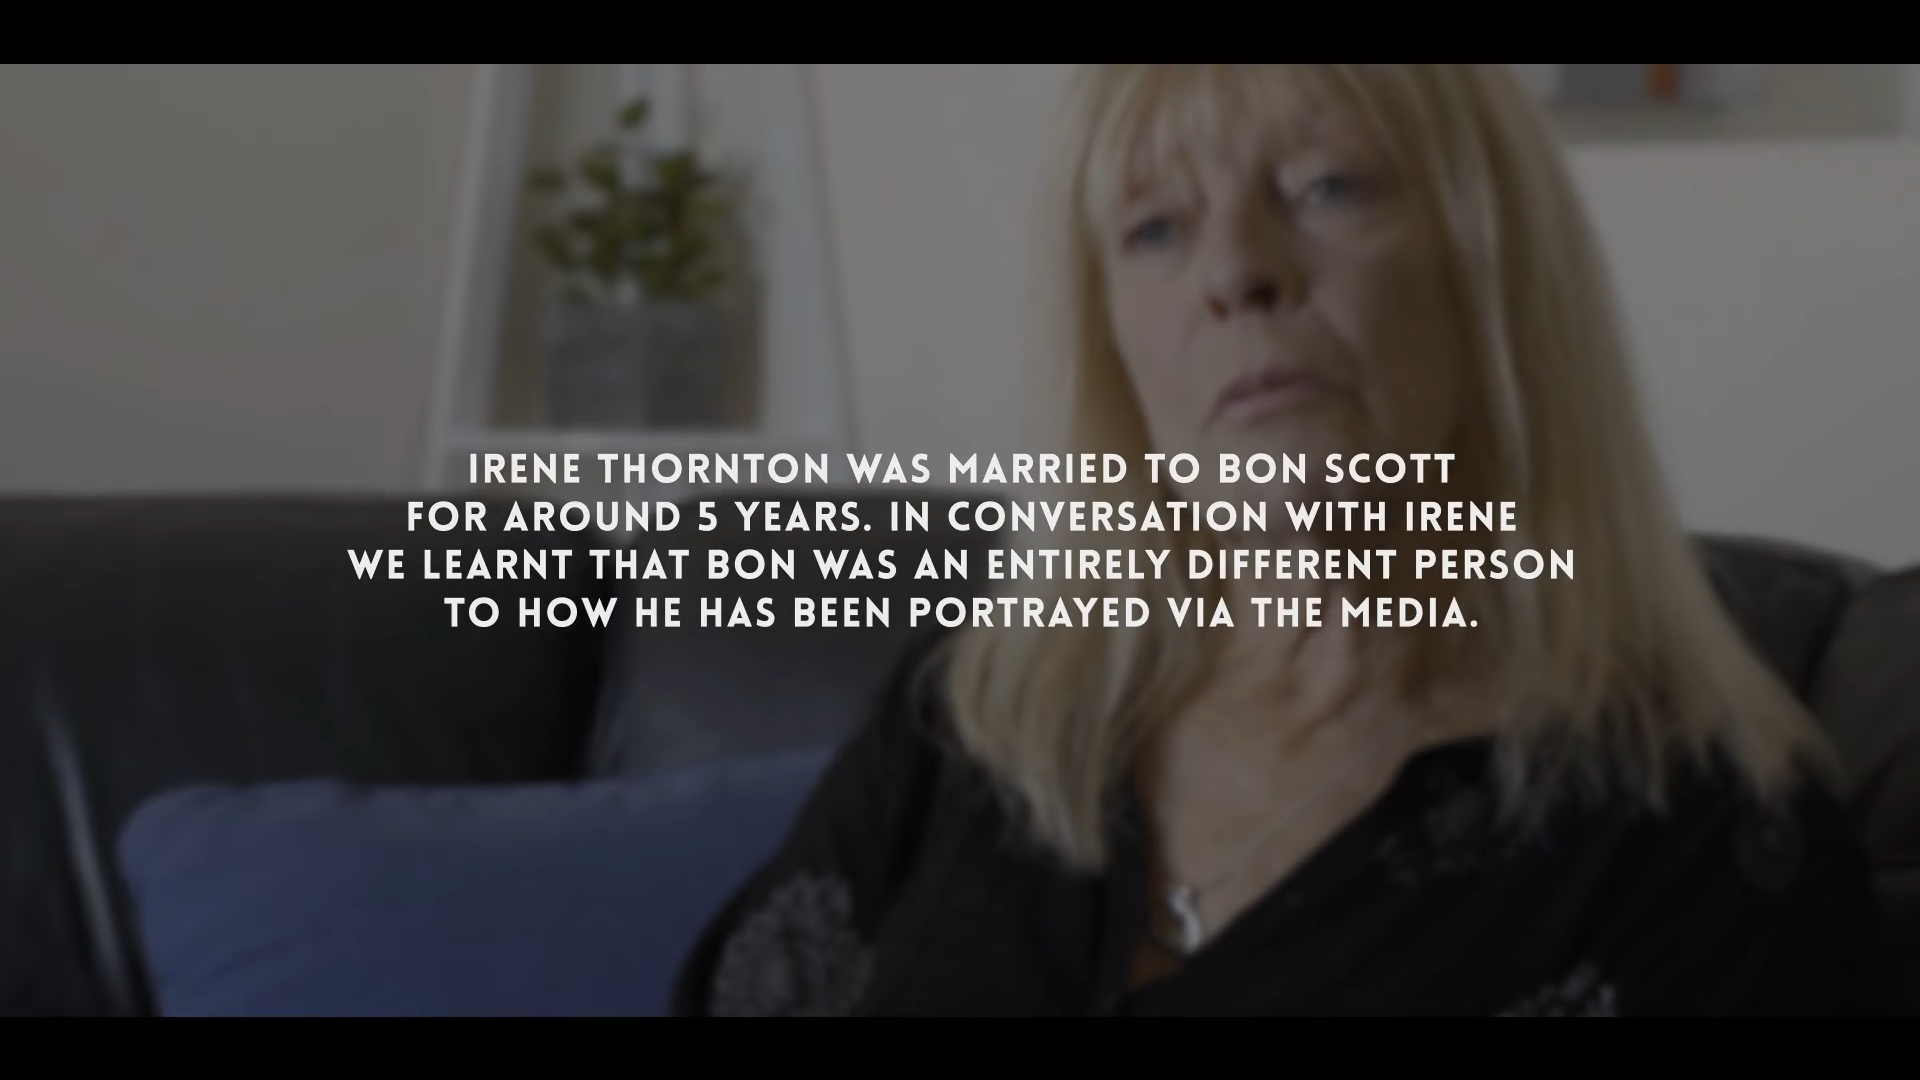 IRENE THORNTON WAS MARRIED TO BON SCOTT
FOR AROUND 5 YEARS. IN CONVERSATION WITH IRENE
WE LEARNT THAT BON WAS AN ENTIRELY DIFFERENT PERSON
TO HOW HE HAS BEEN PORTRAYED VIA THE MEDIA.